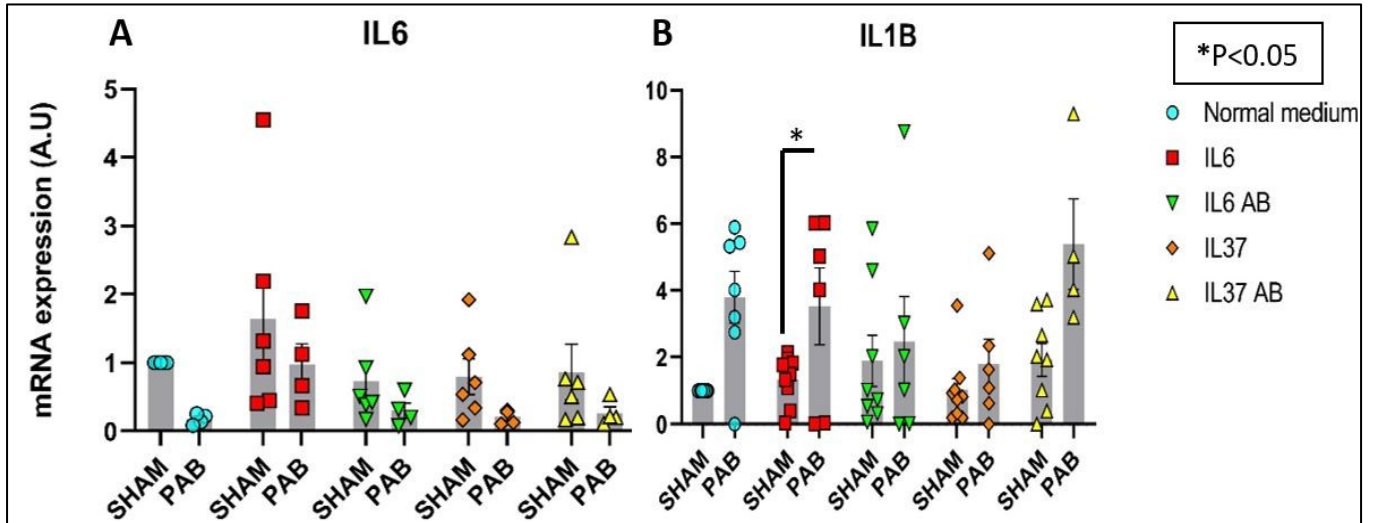 A
IL6
mRNA expression (A.U)
5
4
3
2
1
0
SHAM
PAB
SHAM
PAB
SHAM
PAB
SHAM
PAB
SHAM
PAB
B
IL1B
10
8
6
4
2
0
*
SHAM
PAB
SHAM
PAB
SHAM
PAB
SHAM
PAB
SHAM
PAB
*P<0.05
Normal medium
IL6
IL6 AB
IL37
IL37 AB